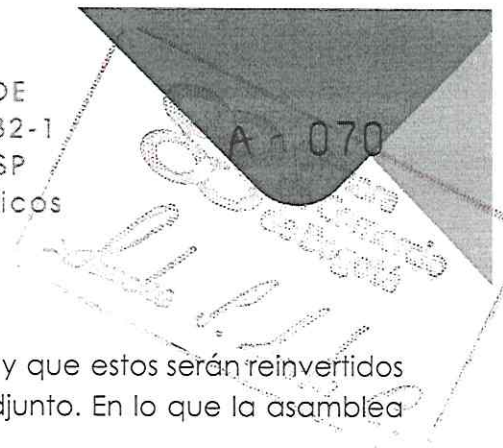 DE
32-1
SP
icos
A - 070
y que estos serán reinvertidos
djunto. En lo que la asamblea